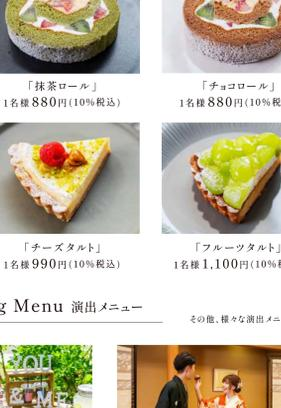 「抹茶ロール」
1名様880円(10%税込)
「チョコロール」
1名様880円(10%税
「チーズタルト」
1名様990円(10%税込)
「フルーツタルト」
1名様1,100円(10%
g Menu 演出メニュー
その他、様々な演出メニ
YOU
&
ME